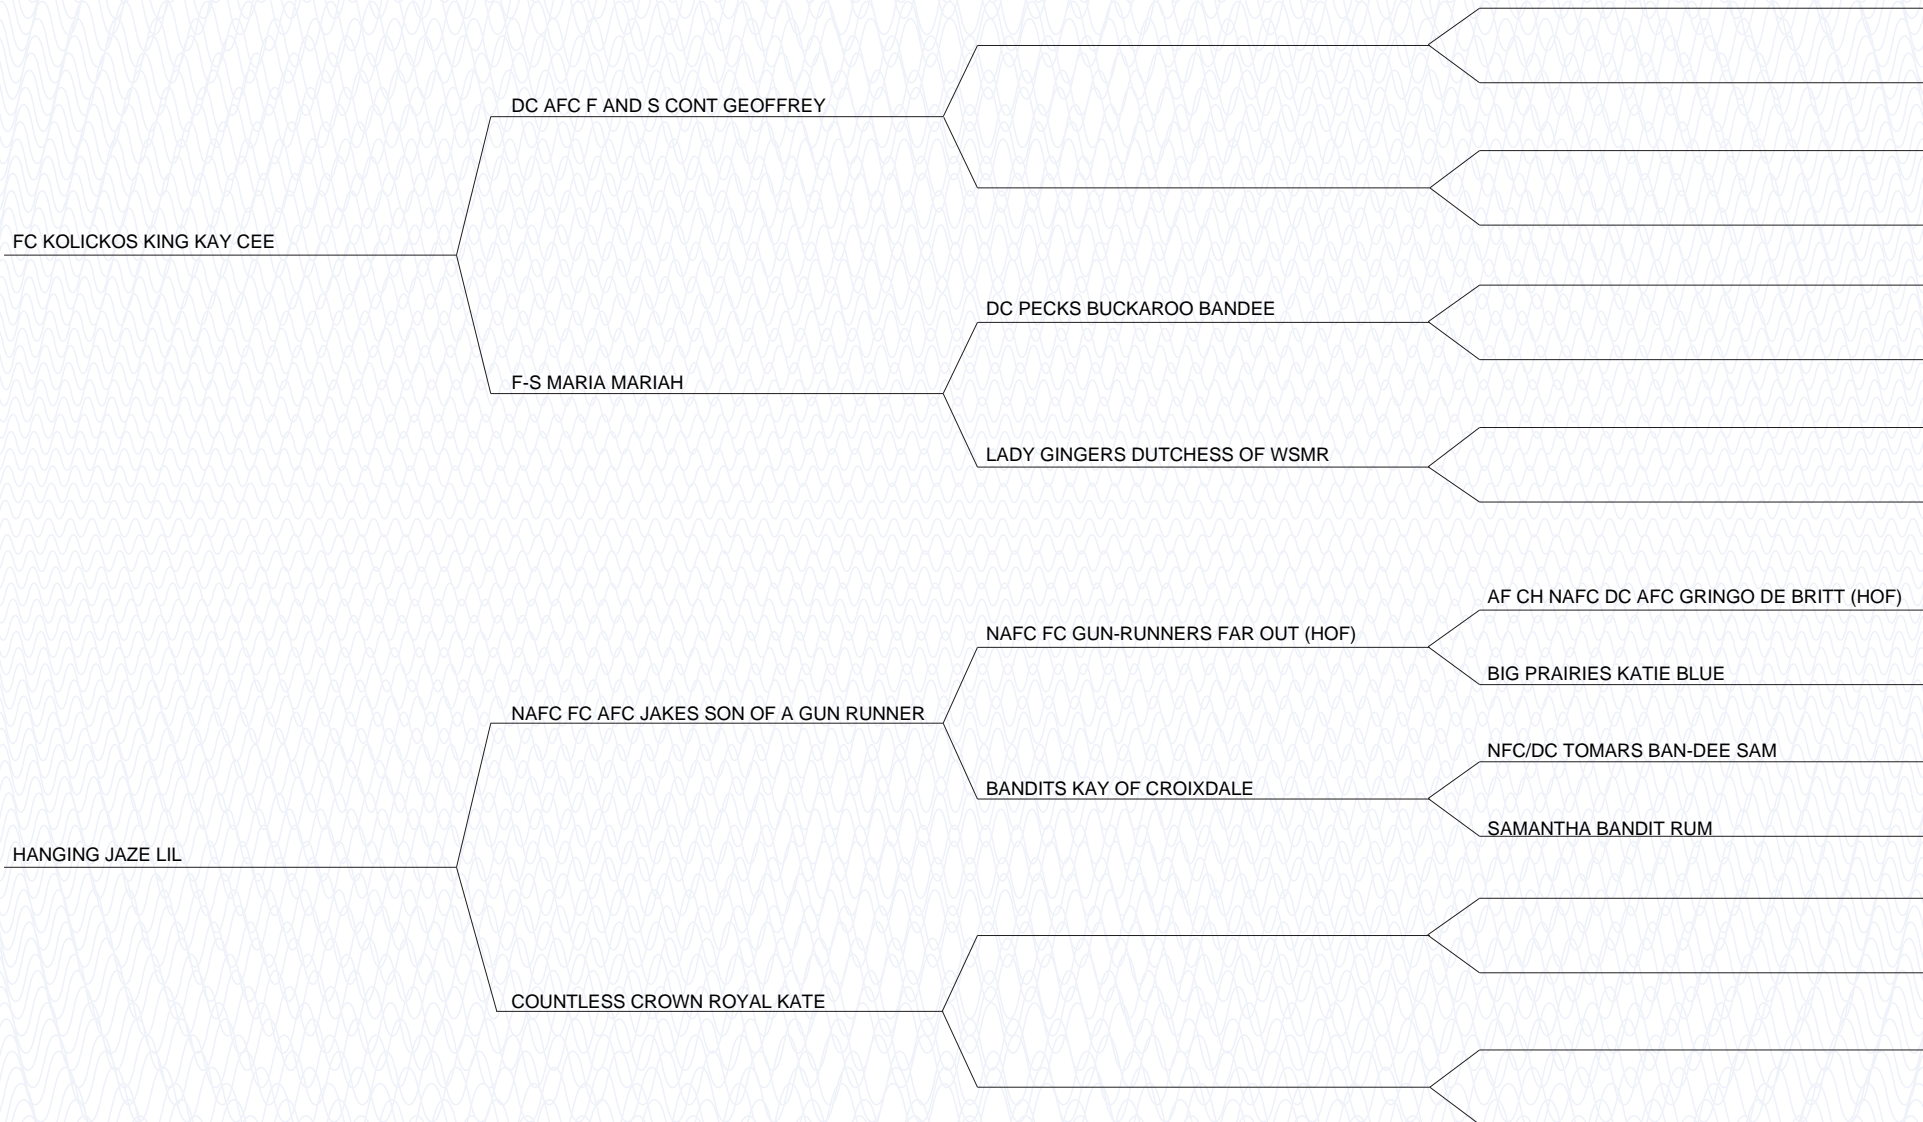 DC AFC F AND S CONT GEOFFREY
FC KOLICKOS KING KAY CEE
DC PECKS BUCKAROO BANDEE
F-S MARIA MARIAH
LADY GINGERS DUTCHESS OF WSMR
AF CH NAFC DC AFC GRINGO DE BRITT (HOF)
NAFC FC GUN-RUNNERS FAR OUT (HOF)
BIG PRAIRIES KATIE BLUE
NAFC FC AFC JAKES SON OF A GUN RUNNER
NFC/DC TOMARS BAN-DEE SAM
BANDITS KAY OF CROIXDALE
SAMANTHA BANDIT RUM
HANGING JAZE LIL
COUNTLESS CROWN ROYAL KATE